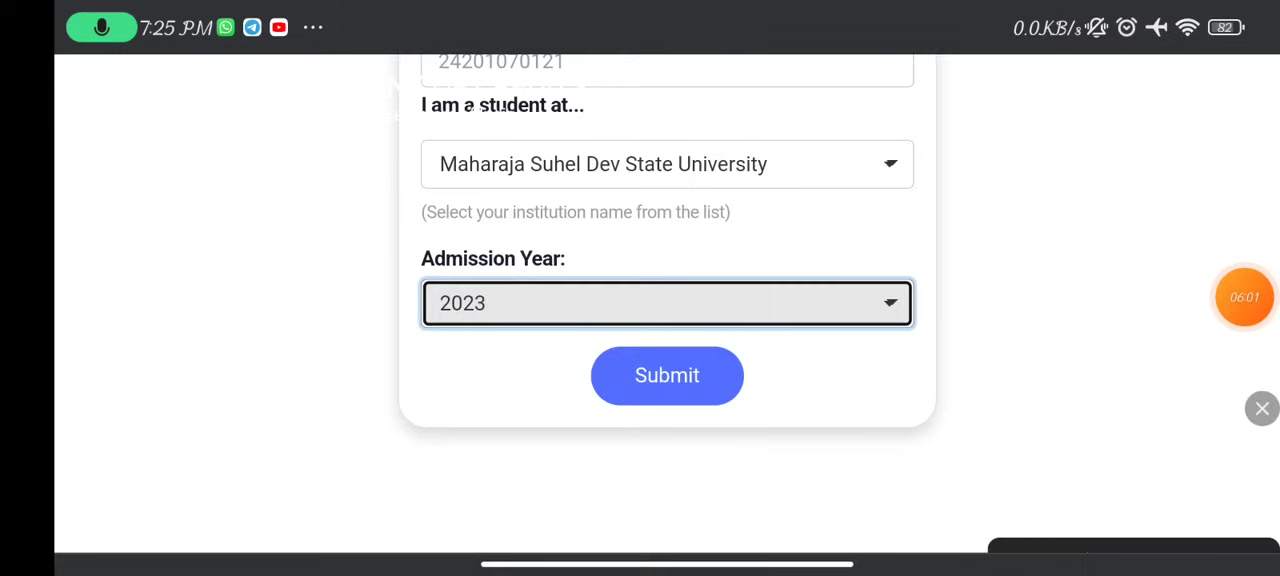 7:25 PM
0.0KB/s
82
24201070121
I am a student at...
Maharaja Suhel Dev State University
(Select your institution name from the list)
Admission Year:
2023
06:01
Submit